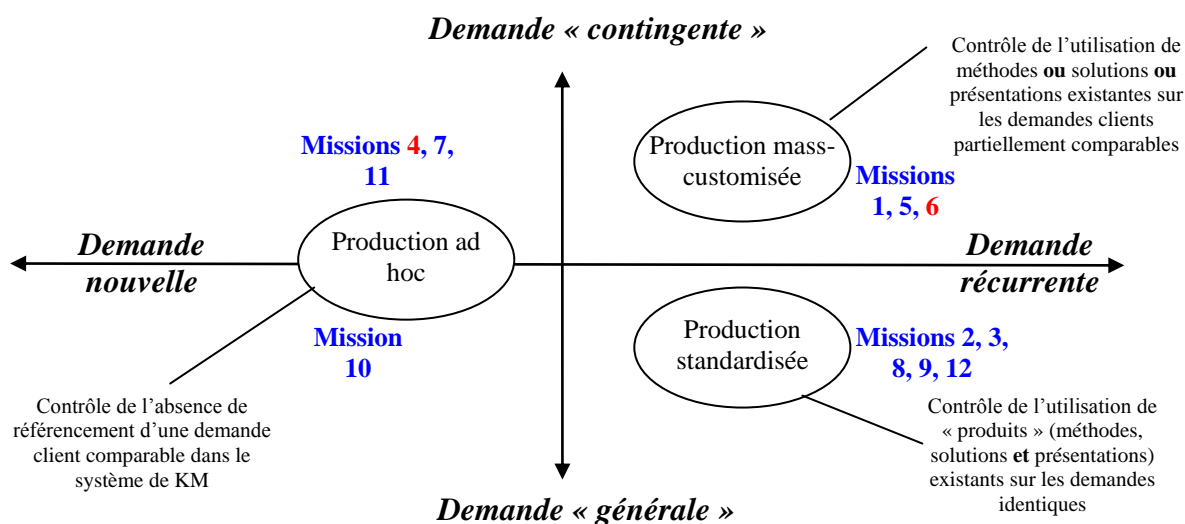 Demande « contingente »
Contrôle de l’utilisation de
méthodes ou solutions ou
présentations existantes sur
les demandes clients
partiellement comparables
Missions 4, 7,
11
Production mass-
customisée
Missions
1, 5, 6
Demande
nouvelle
Production ad
hoc
Demande
récurrente
Mission
10
Production
standardisée
Missions 2, 3,
8, 9, 12
Contrôle de l’absence de
référencement d’une demande
client comparable dans le
système de KM
Contrôle de l’utilisation de
« produits » (méthodes,
solutions et présentations)
existants sur les demandes
identiques
Demande « générale »